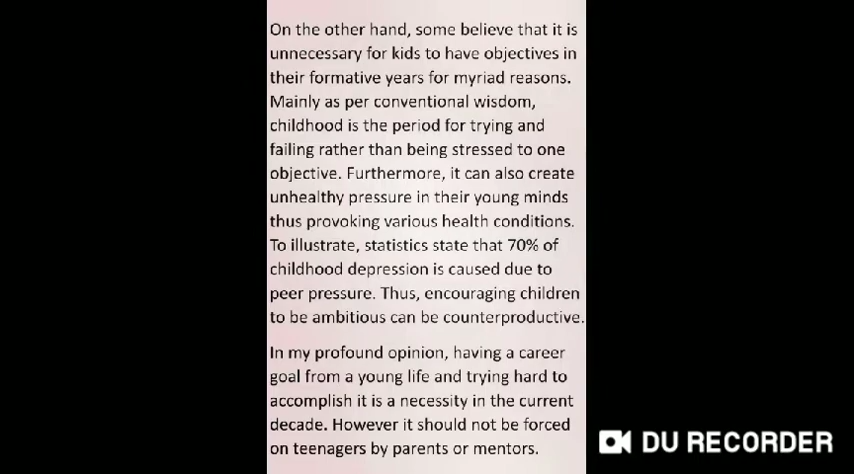 On the other hand, some believe that it is
unnecessary for kids to have objectives in
their formative years for myriad reasons.
Mainly as per conventional wisdom,
childhood is the period for trying and
failing rather than being stressed to one
objective. Furthermore, it can also create
unhealthy pressure in their young minds
thus provoking various health conditions.
To illustrate, statistics state that 70% of
childhood depression is caused due to
peer pressure. Thus, encouraging children
to be ambitious can be counterproductive.
In my profound opinion, having a career
goal from a young life and trying hard to
accomplish it is a necessity in the current
decade. However it should not be forced
on teenagers by parents or mentors.
DU RECORDER